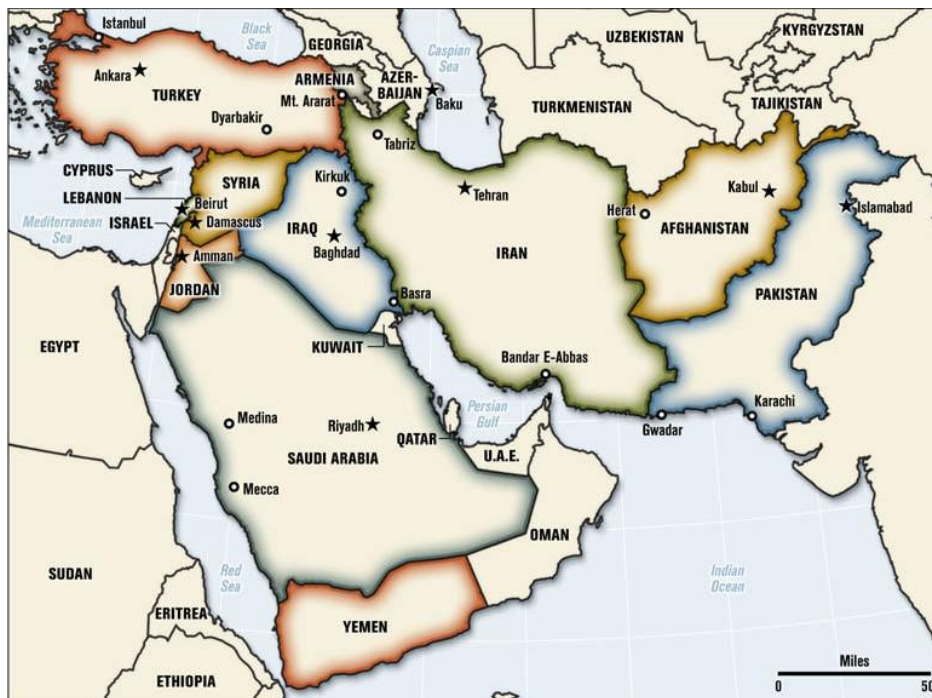 Istanbul
Black
Sea
GEORGIA
Caspian
Sea
UZBEKISTAN
KYRGYZSTAN
Ankara
TURKEY
ARMENIA
AZER-
BAIJAN
Mt. Ararat
Baku
TURKMENISTAN
TAJIKISTAN
Dyarbakir
Tabriz
CYPRUS
SYRIA
Kirkuk
Tehran
Kabul
LEBANON
Beirut
Herat
Islamabad
Mediterranean
Sea
ISRAEL
Damascus
IRAQ
AFGHANISTAN
Baghdad
IRAN
Amman
JORDAN
Basra
PAKISTAN
EGYPT
KUWAIT
Bandar E-Abbas
Medina
Riyadh
Persian
Gulf
Karachi
Gwadar
QATAR
SAUDI ARABIA
U.A.E.
Mecca
OMAN
SUDAN
Red
Sea
Indian
Ocean
ERITREA
YEMEN
Miles
ETHIOPIA
0